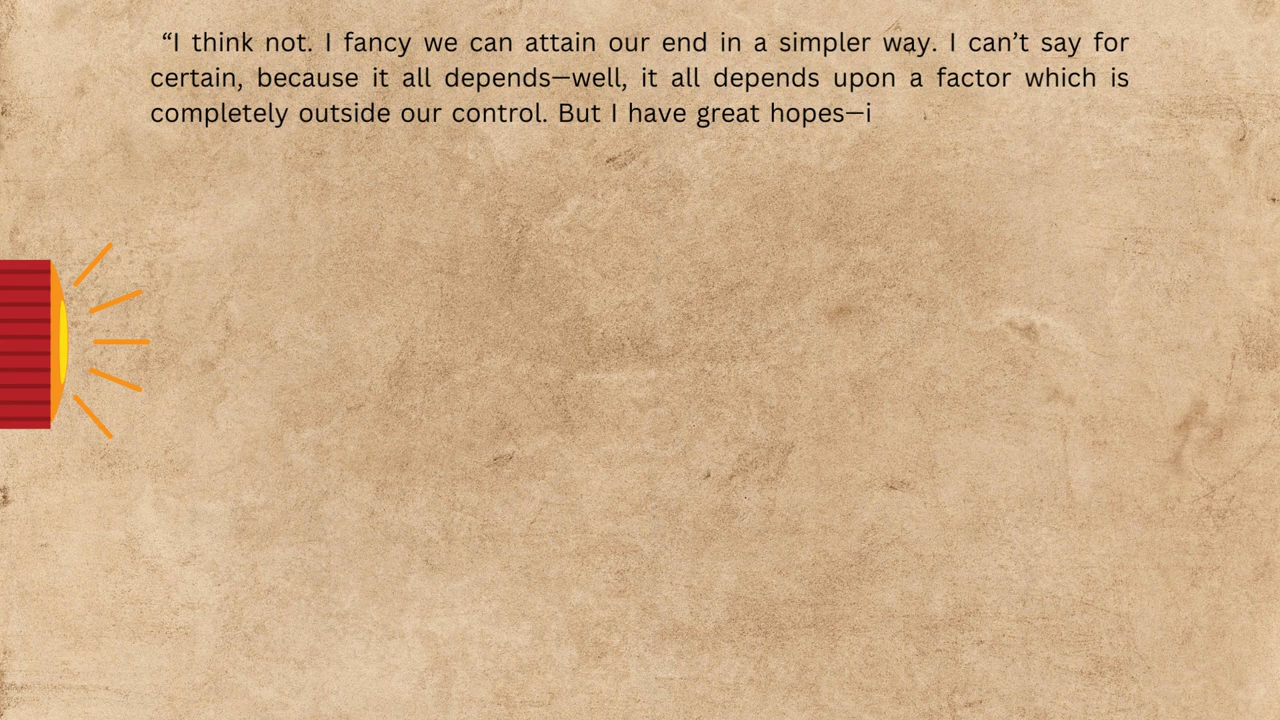 “I think not. I fancy we can attain our end in a simpler way. I can’t say for
certain, because it all depends—well, it all depends upon a factor which is
completely outside our control. But I have great hopes—i